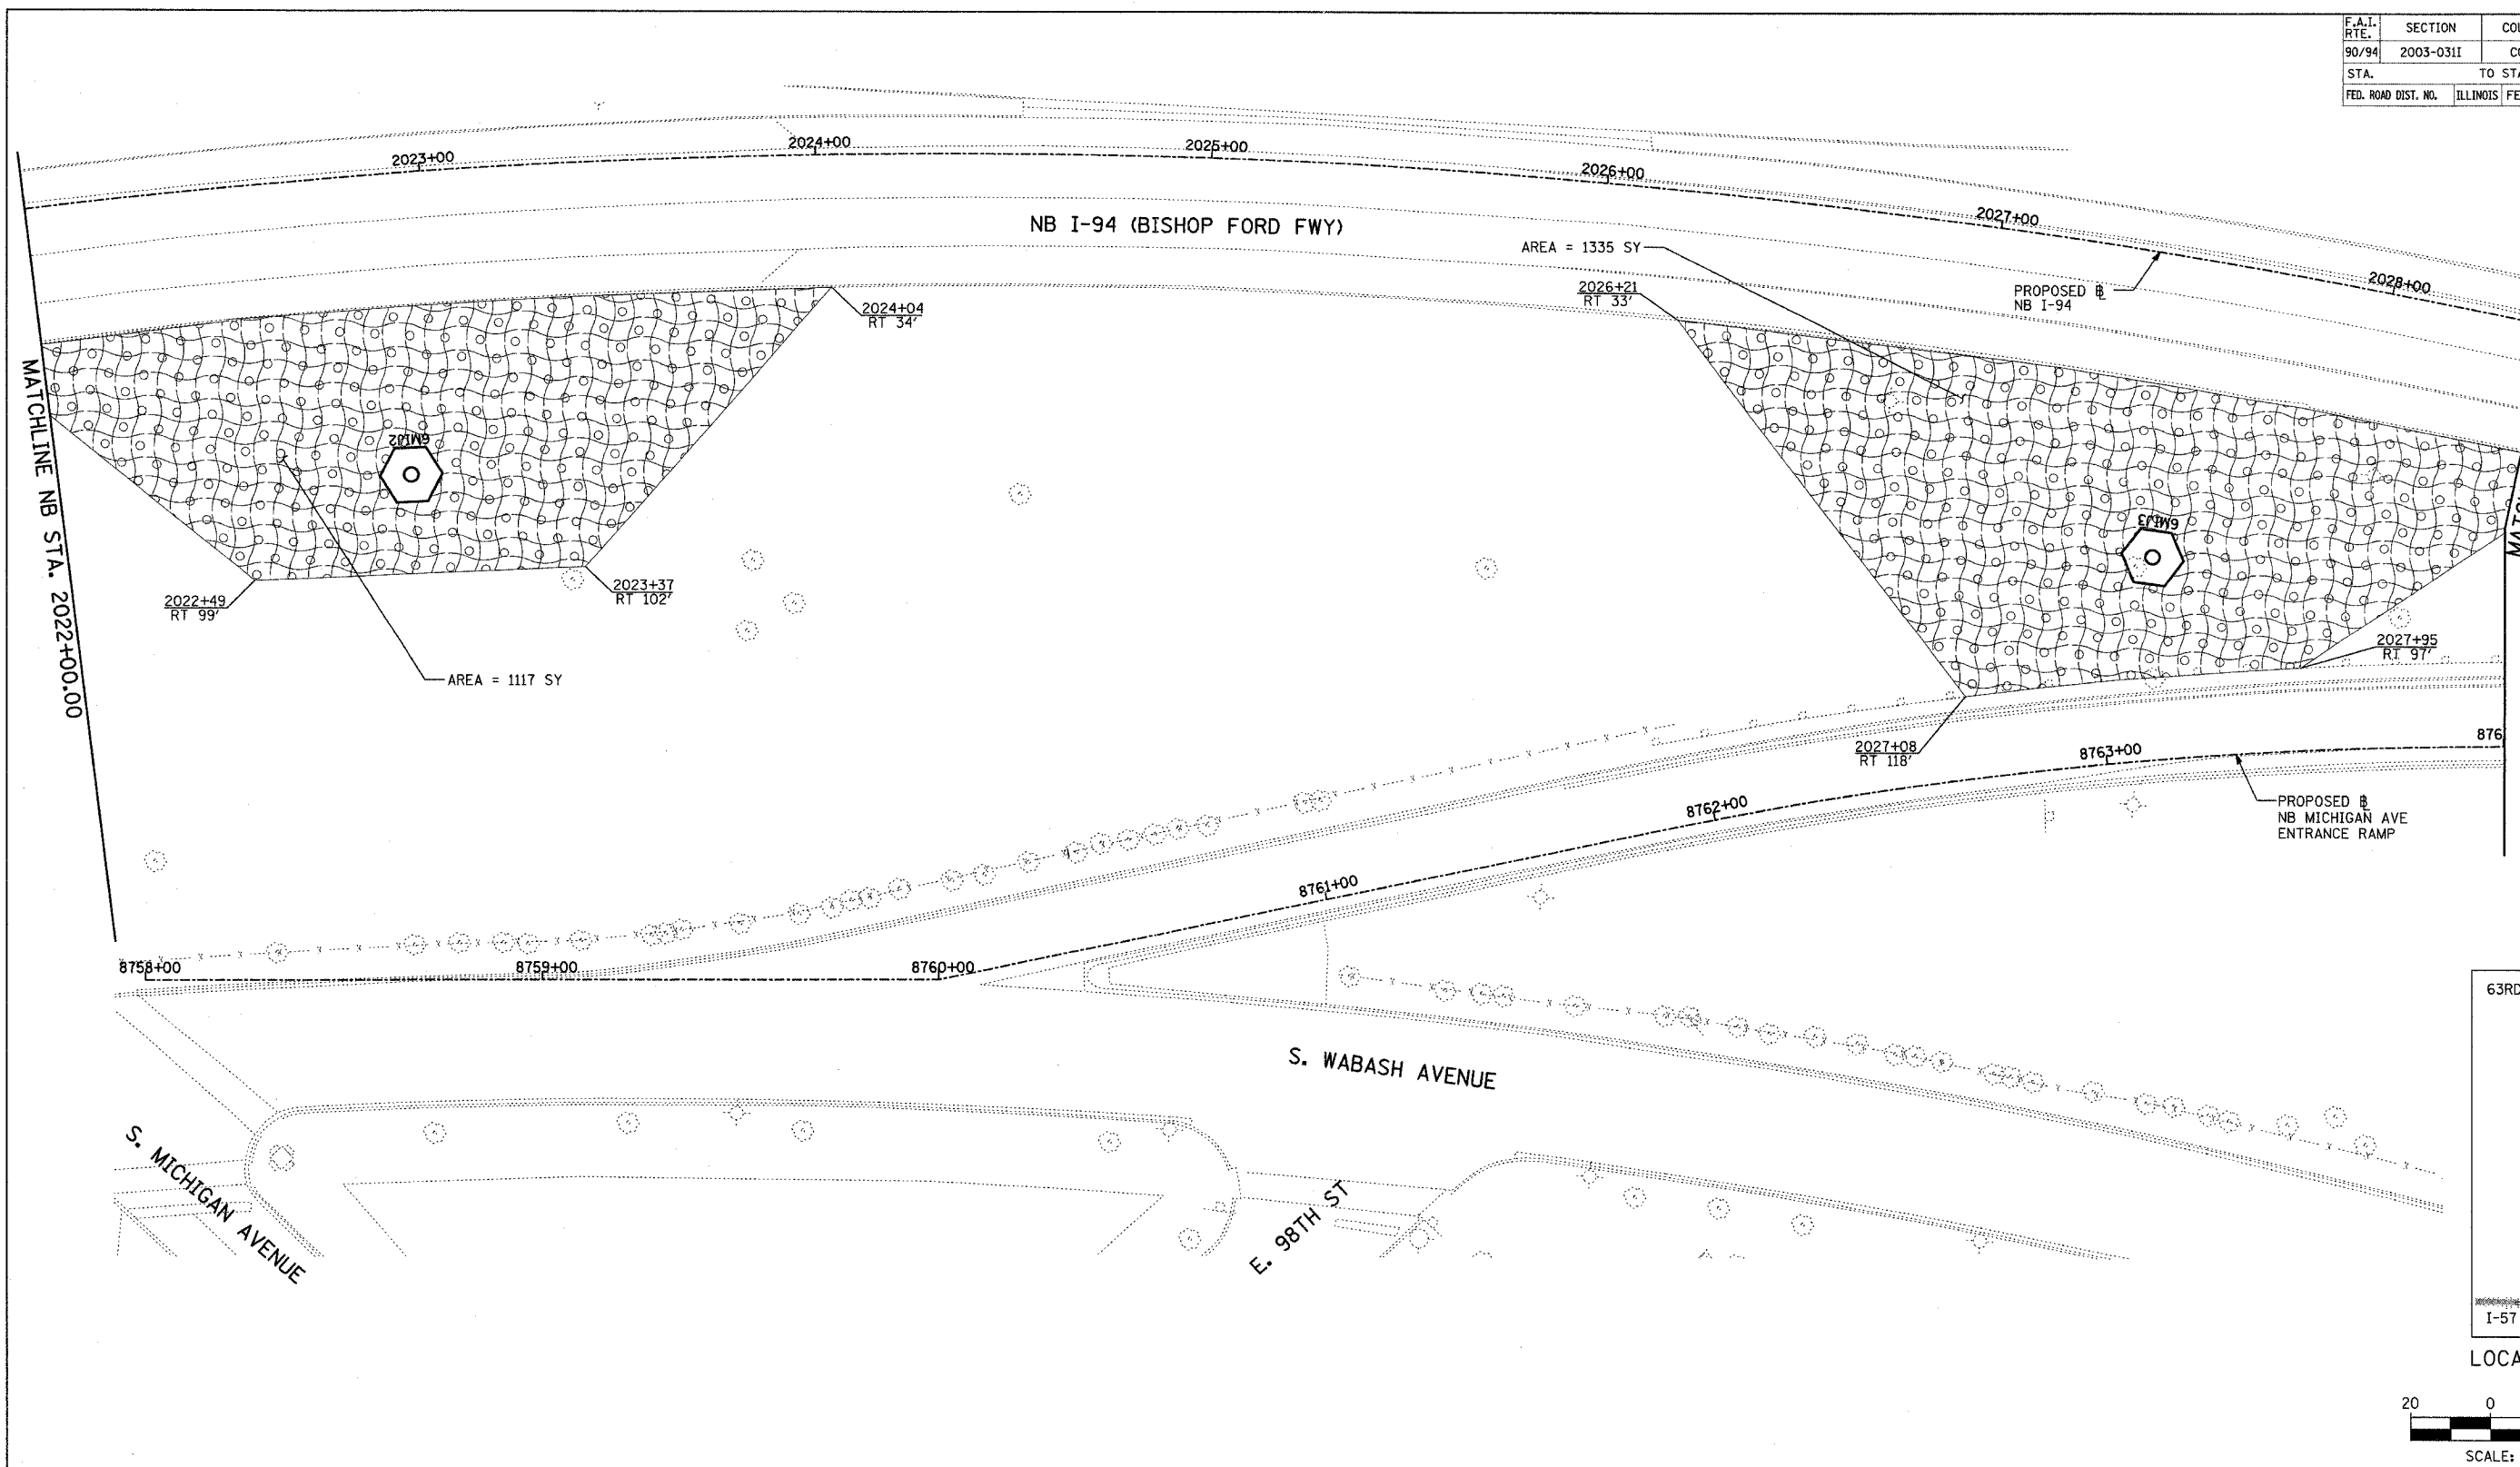 F.A.I. RTE.
SECTION
90/94
2003-031I
STA.
FED. ROAD DIST. NO.
ILLINOIS
2023+00
2024+00
2025+00
2026+00
2027+00
2028+00
NB I-94 (BISHOP FORD FWY)
AREA = 1335 SY
2026+21
RT 33'
PROPOSED ℄
NB I-94
2024+04
RT 34'
MATCHLINE NB STA. 2022+00.00
6MIJ2
6MIJ3
2022+49
RT 99'
2023+37
RT 102'
AREA = 1117 SY
2027+95
RT 97'
2027+08
RT 118'
8758+00
8759+00
8760+00
8761+00
8762+00
8763+00
PROPOSED ℄
NB MICHIGAN AVE
ENTRANCE RAMP
S. WABASH AVENUE
S. MICHIGAN AVENUE
E. 98TH ST
63RD
I-57
20 0
SCALE: